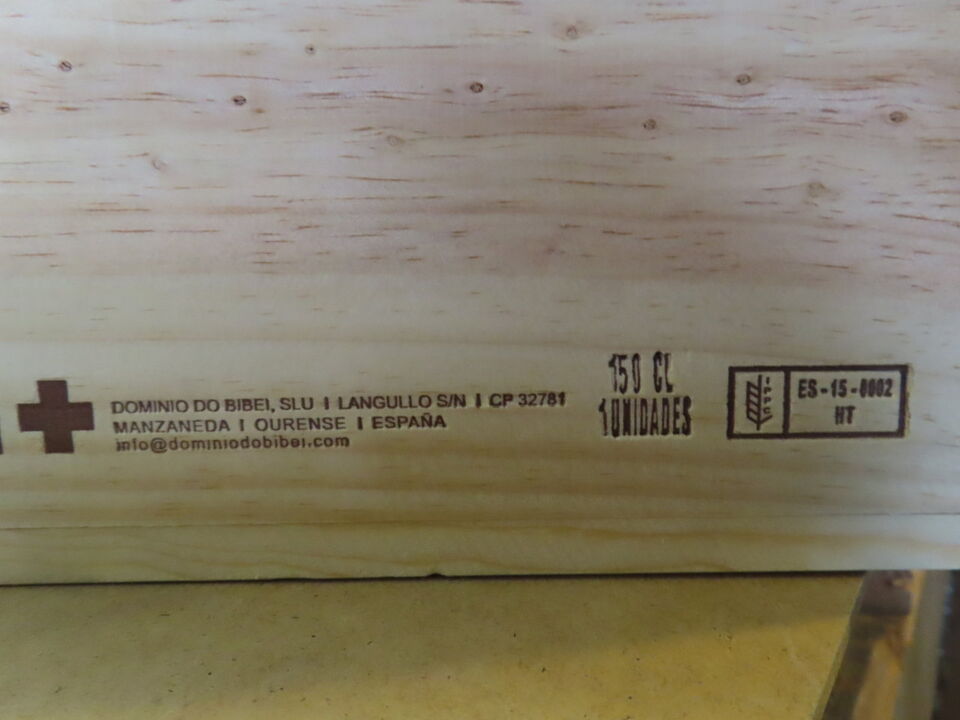 DOMINIO DO BIBEI, SLU I LANGULLO S/N I CP 32781
MANZANEDA I OURENSE I ESPAÑA
info@dominiodobibei.com
150 CL
1UNIDADES
IPPC
ES-15-0002
HT